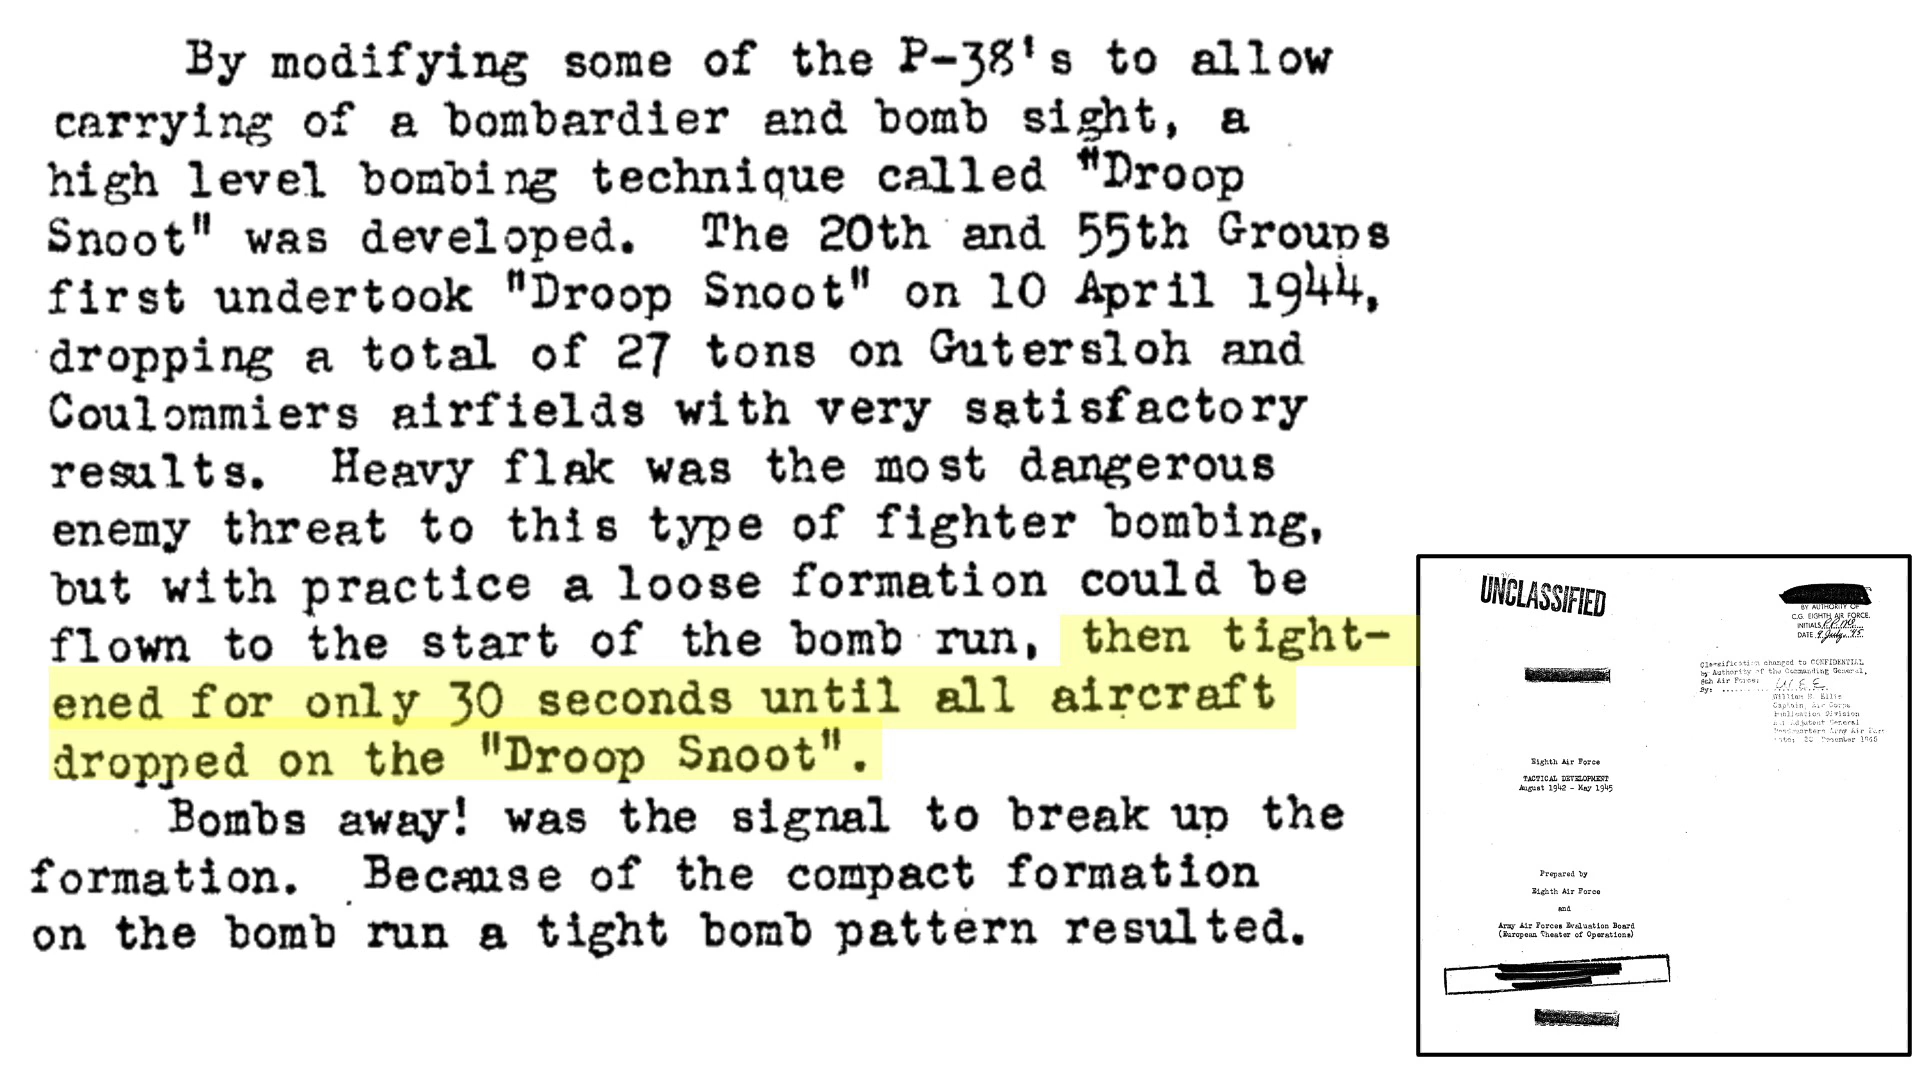 By modifying some of the P-38's to allow
carrying of a bombardier and bomb sight, a
high level bombing technique called "Droop
Snoot" was developed. The 20th and 55th Groups
first undertook "Droop Snoot" on 10 April 1944,
dropping a total of 27 tons on Gutersloh and
Coulommiers airfields with very satisfactory
results. Heavy flak was the most dangerous
enemy threat to this type of fighter bombing,
but with practice a loose formation could be
flown to the start of the bomb run, then tight-
ened for only 30 seconds until all aircraft
dropped on the "Droop Snoot".
Bombs away! was the signal to break up the
formation. Because of the compact formation
on the bomb run a tight bomb pattern resulted.
UNCLASSIFIED
BY AUTHORITY OF
C.G. EIGHTH AIR FORCE.
INITIALS
DATE 9 July '45
Classification changed to CONFIDENTIAL
by Authority of the Commanding General,
8th Air Force:
By:
William B. Ellis
Captain, Air Corps
Publication Division
Adjutant General
Headquarters Army Air
December 1945
Eighth Air Force
TACTICAL DEVELOPMENT
August 1942 - May 1945
Prepared by
Eighth Air Force
and
Army Air Forces Evaluation Board
(European Theater of Operations)